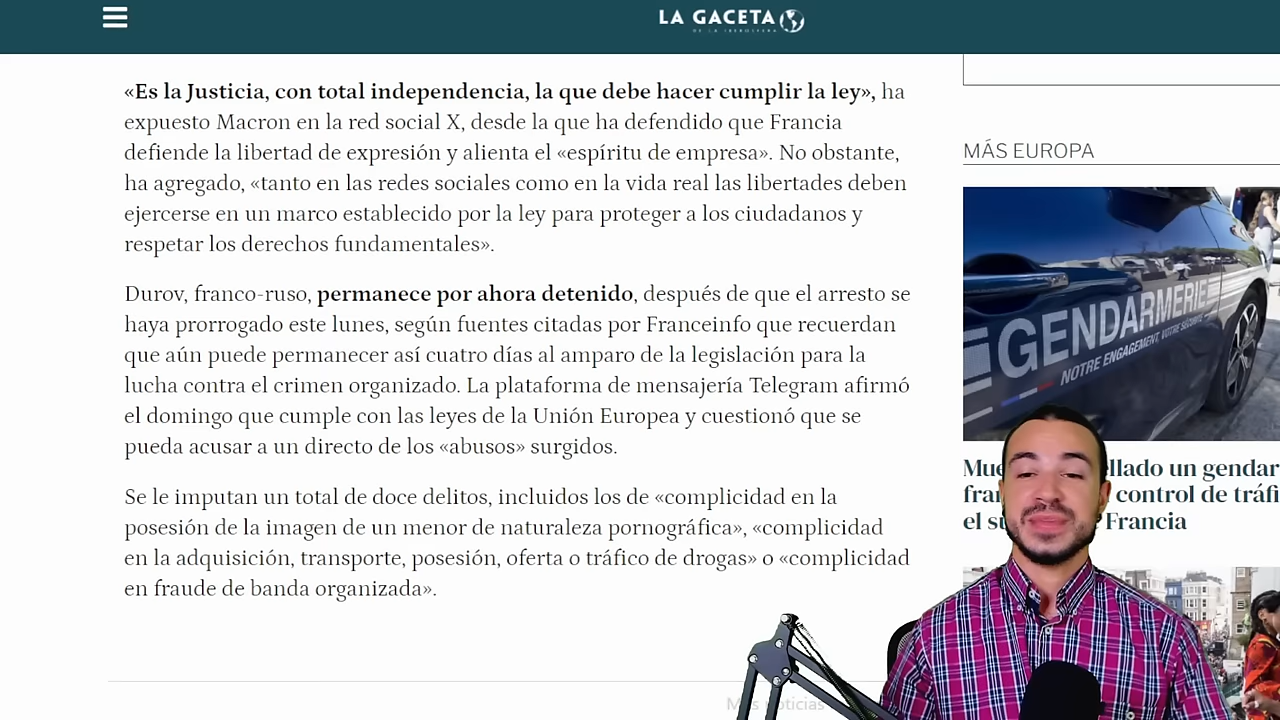 LA GACETA
DE LA IBEROSFERA
«Es la Justicia, con total independencia, la que debe hacer cumplir la ley», ha
expuesto Macron en la red social X, desde la que ha defendido que Francia
defiende la libertad de expresión y alienta el «espíritu de empresa». No obstante,
ha agregado, «tanto en las redes sociales como en la vida real las libertades deben
ejercerse en un marco establecido por la ley para proteger a los ciudadanos y
respetar los derechos fundamentales».
Durov, franco-ruso, permanece por ahora detenido, después de que el arresto se
haya prorrogado este lunes, según fuentes citadas por Franceinfo que recuerdan
que aún puede permanecer así cuatro días al amparo de la legislación para la
lucha contra el crimen organizado. La plataforma de mensajería Telegram afirmó
el domingo que cumple con las leyes de la Unión Europea y cuestionó que se
pueda acusar a un directo de los «abusos» surgidos.
Se le imputan un total de doce delitos, incluidos los de «complicidad en la
posesión de la imagen de un menor de naturaleza pornográfica», «complicidad
en la adquisición, transporte, posesión, oferta o tráfico de drogas» o «complicidad
en fraude de banda organizada».
MÁS EUROPA
GENDARMERIE
NOTRE ENGAGEMENT, VOTRE SÉCURITÉ
un gendar
control de
el Francia